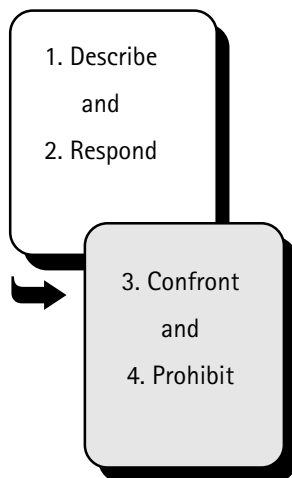 1. Describe
and
2. Respond
3. Confront
and
4. Prohibit